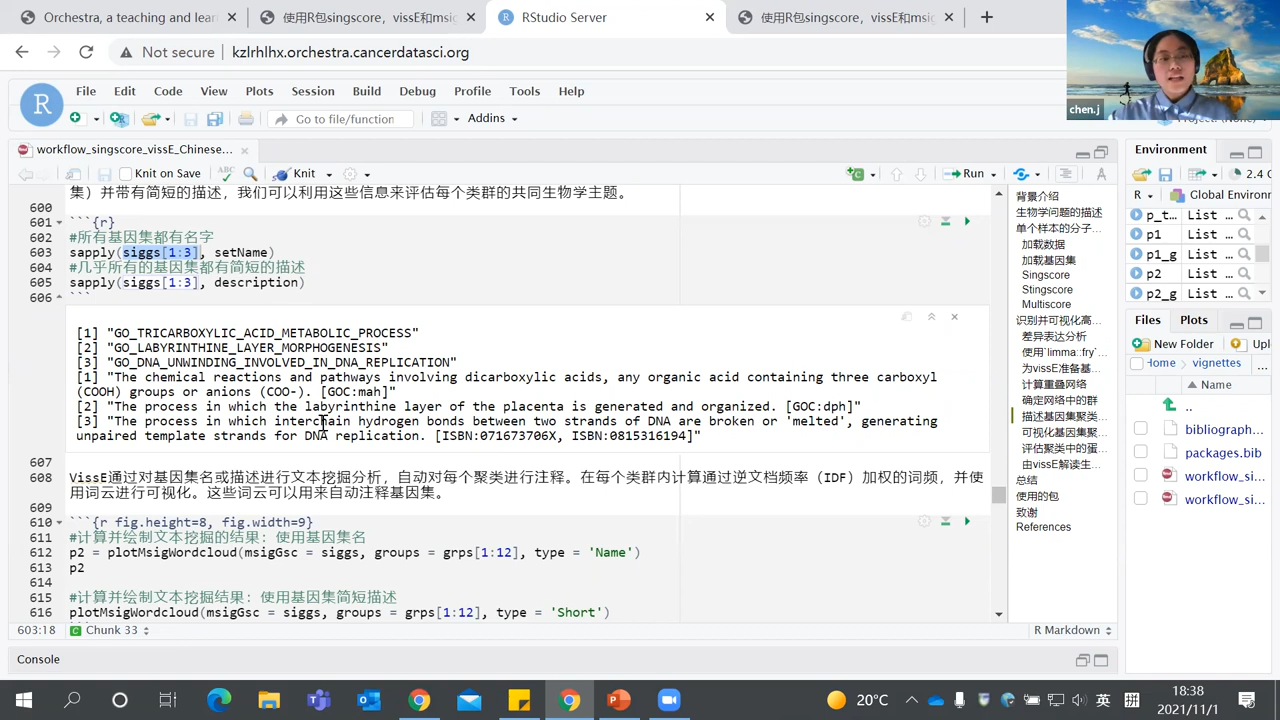 Orchestra, a teaching and lear
使用R包singscore，vissE和msig
RStudio Server
使用R包singscore，vissE和msig
Not secure
kzlrhlhx.orchestra.cancerdatasci.org
chen.j
File Edit Code View Plots Session Build Debug Profile Tools Help
Go to file/function
Addins
Project: (None)
workflow_singscore_vissE_Chinese...
Knit on Save
ABC
Knit
Run
集）并带有简短的描述，我们可以利用这些信息来评估每个类群的共同生物学主题。
600
601 ```{r}
602 #所有基因集都有名字
603 sapply(siggs[1:3], setName)
604 #几乎所有的基因集都有简短的描述
605 sapply(siggs[1:3], description)
606 ```
[1] "GO_TRICARBOXYLIC_ACID_METABOLIC_PROCESS"
[2] "GO_LABYRINTHINE_LAYER_MORPHOGENESIS"
[3] "GO_DNA_UNWINDING_INVOLVED_IN_DNA_REPLICATION"
[1] "The chemical reactions and pathways involving dicarboxylic acids, any organic acid containing three carboxyl
(COOH) groups or anions (COO-). [GOC:mah]"
[2] "The process in which the labyrinthine layer of the placenta is generated and organized. [GOC:dph]"
[3] "The process in which interchain hydrogen bonds between two strands of DNA are broken or 'melted', generating
unpaired template strands for DNA replication. [ISBN:071673706X, ISBN:0815316194]"
607
608 VissE通过对基因集名或描述进行文本挖掘分析，自动对每个聚类进行注释。在每个类群内计算通过逆文档频率（IDF）加权的词频，并使
用词云进行可视化。这些词云可以用来自动注释基因集。
609
610 ```{r fig.height=8, fig.width=9}
611 #计算并绘制文本挖掘的结果：使用基因集名
612 p2 = plotMsigWordcloud(msigGsc = siggs, groups = grps[1:12], type = 'Name')
613 p2
614
615 #计算并绘制文本挖掘结果：使用基因集简短描述
616 plotMsigWordcloud(msigGsc = siggs, groups = grps[1:12], type = 'Short')
603:18 Chunk 33
R Markdown
Console
背景介绍
生物学问题的描述
单个样本的分子...
加载数据
加载基因集
Singscore
Stingscore
Multiscore
识别并可视化高...
差异表达分析
使用`limma::fry`...
为vissE准备基...
计算重叠网络
确定网络中的群
描述基因集聚类...
可视化基因集聚...
评估聚类中的蛋...
由vissE解读生...
总结
使用的包
致谢
References
Environment
2.4 G
R Global Environr
p_t... List ...
p1 List ...
p1_g List ...
p2 List ...
p2_g List ...
Files Plots
New Folder
Upl
Home vignettes ...
Name
..
bibliograph...
packages.bib
workflow_si...
workflow_si...
20°C
英
拼
18:38
2021/11/1